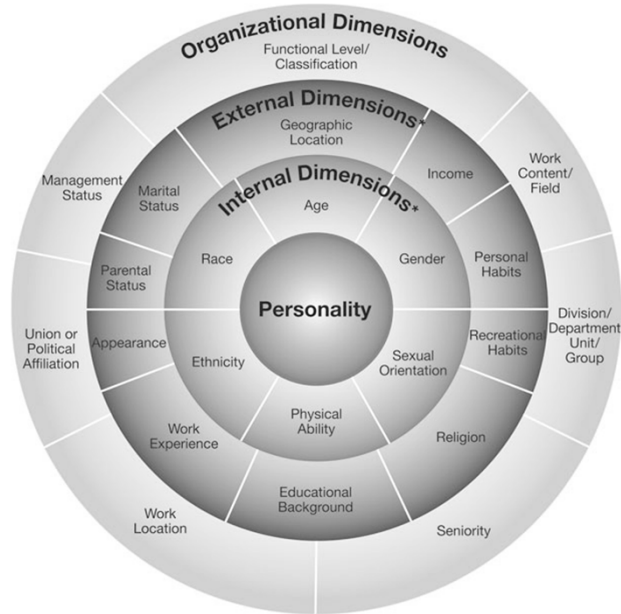 Organizational Dimensions
Functional Level/
Classification
External Dimensions*
Geographic
Location
Internal Dimensions*
Age
Management
Status
Marital
Status
Income
Work
Content/
Field
Race
Gender
Parental
Status
Personal
Habits
Personality
Union or
Political
Affiliation
Appearance
Ethnicity
Sexual
Orientation
Recreational
Habits
Division/
Department
Unit/
Group
Physical
Ability
Work
Experience
Religion
Educational
Background
Work
Location
Seniority